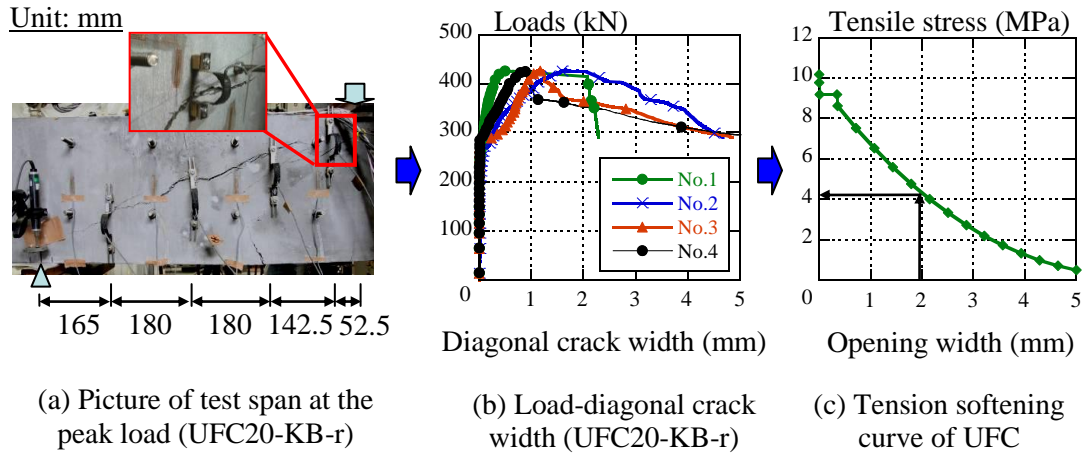 Unit: mm
165 180 180 142.5 52.5
(a) Picture of test span at the
peak load (UFC20-KB-r)
Loads (kN)
500
400
300
200
100
0
0 1 2 3 4 5
No.1
No.2
No.3
No.4
Diagonal crack width (mm)
(b) Load-diagonal crack
width (UFC20-KB-r)
Tensile stress (MPa)
12
10
8
6
4
2
0
0 1 2 3 4 5
Opening width (mm)
(c) Tension softening
curve of UFC